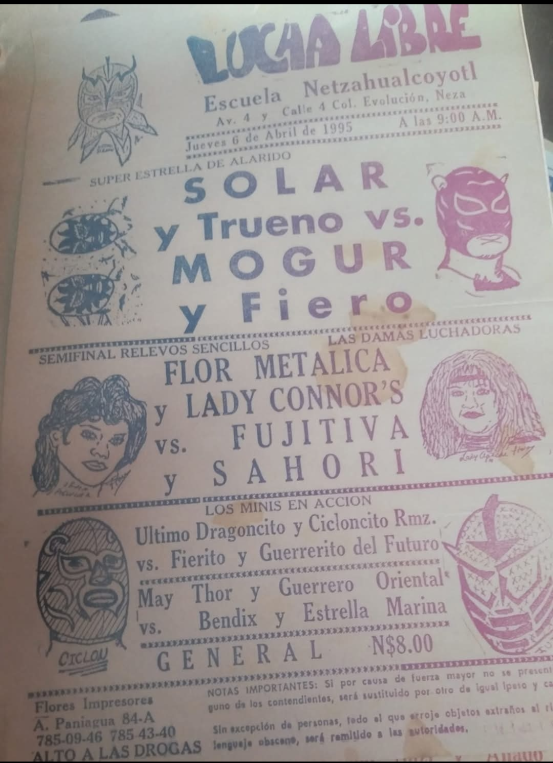 LUCHA LIBRE
Escuela Netzahualcoyotl
Av. 4 y Calle 4 Col. Evolución, Neza
Jueves 6 de Abril de 1995 A las 9:00 A.M.
SUPER ESTRELLA DE ALARIDO
SOLAR
y Trueno vs.
MOGUR
y Fiero
SEMIFINAL RELEVOS SENCILLOS LAS DAMAS LUCHADORAS
FLOR METALICA
y LADY CONNOR'S
vs. FUJITIVA
y SAHORI
LOS MINIS EN ACCION
Ultimo Dragoncito y Cicloncito Rmz.
vs. Fierito y Guerrerito del Futuro
May Thor y Guerrero Oriental
vs. Bendix y Estrella Marina
CICLON
GENERAL N$8.00
Flores Impresores
A. Paniagua 84-A
785-09-46 785-43-40
ALTO A LAS DROGAS
NOTAS IMPORTANTES: Si por causa de fuerza mayor no se present
guno de los contendientes, será sustituido por otro de igual ipeso y ca
Sin excepción de personas, todo el que arroje objetos extraños al ri
lenguaje obsceno, será remitido a las autoridades.